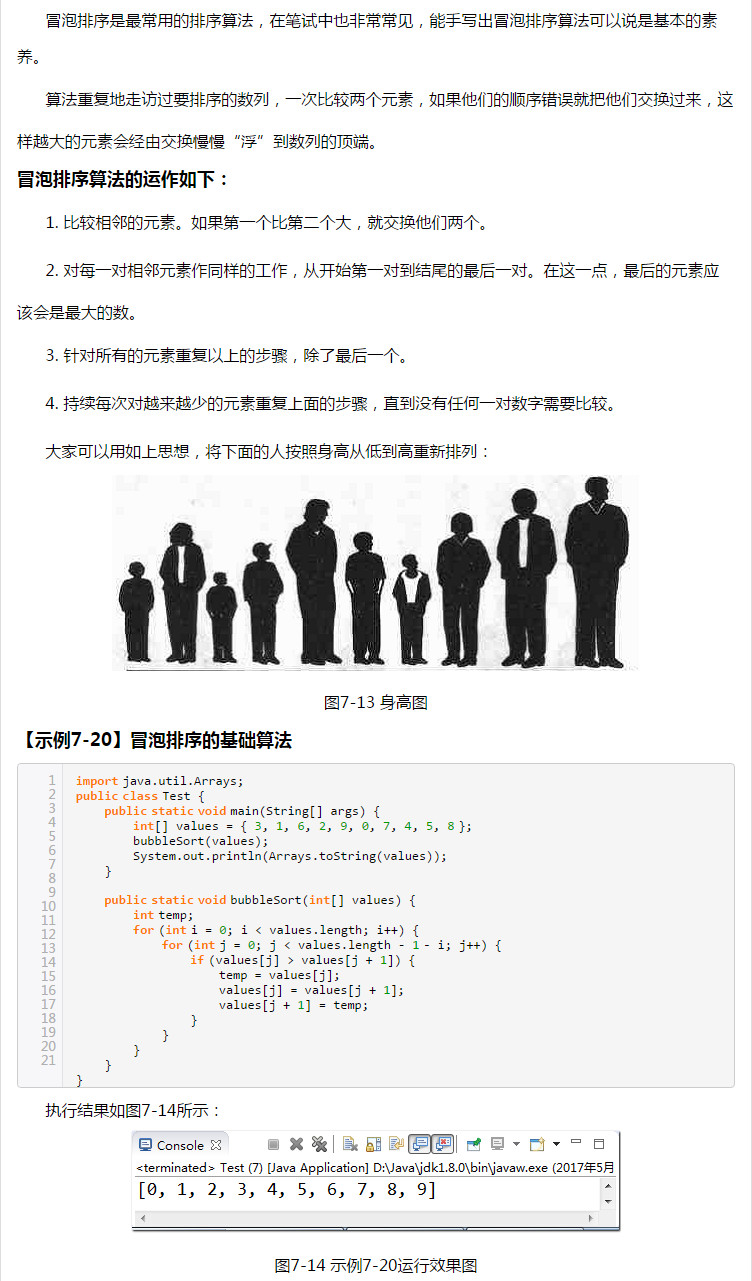 冒泡排序是最常用的排序算法，在笔试中也非常常见，能手写出冒泡排序算法可以说是基本的素
养。
算法重复地走访过要排序的数列，一次比较两个元素，如果他们的顺序错误就把他们交换过来，这
样越大的元素会经由交换慢慢“浮”到数列的顶端。
冒泡排序算法的运作如下：
1. 比较相邻的元素。如果第一个比第二个大，就交换他们两个。
2. 对每一对相邻元素作同样的工作，从开始第一对到结尾的最后一对。在这一点，最后的元素应
该会是最大的数。
3. 针对所有的元素重复以上的步骤，除了最后一个。
4. 持续每次对越来越少的元素重复上面的步骤，直到没有任何一对数字需要比较。
大家可以用如上思想，将下面的人按照身高从低到高重新排列：
图7-13 身高图
【示例7-20】冒泡排序的基础算法
1 import java.util.Arrays;
2 public class Test {
3     public static void main(String[] args) {
4         int[] values = { 3, 1, 6, 2, 9, 0, 7, 4, 5, 8 };
5         bubbleSort(values);
6         System.out.println(Arrays.toString(values));
7     }
8
9     public static void bubbleSort(int[] values) {
10         int temp;
11         for (int i = 0; i < values.length; i++) {
12             for (int j = 0; j < values.length - 1 - i; j++) {
13                 if (values[j] > values[j + 1]) {
14                     temp = values[j];
15                     values[j] = values[j + 1];
16                     values[j + 1] = temp;
17                 }
18             }
19         }
20     }
21 }
执行结果如图7-14所示：
Console
<terminated> Test (7) [Java Application] D:\Java\jdk1.8.0\bin\javaw.exe (2017年5月
[0, 1, 2, 3, 4, 5, 6, 7, 8, 9]
图7-14 示例7-20运行效果图